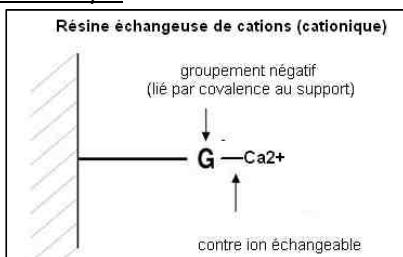 Résine échangeuse de cations (cationique)
groupement négatif
(lié par covalence au support)
G - Ca2+
contre ion échangeable